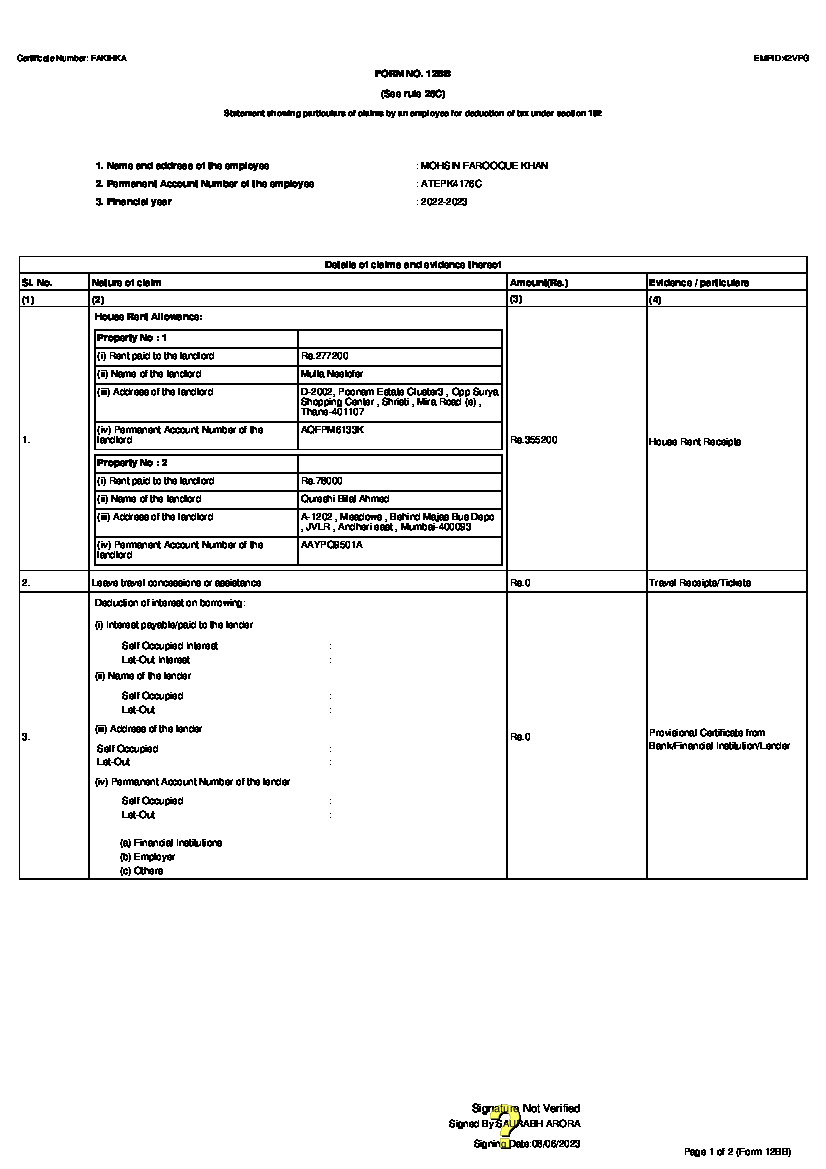 Certificate Number: FAKIHKA
EMPID:42VPG
FORM NO. 12BB
(See rule 26C)
Statement showing particulars of claims by an employee for deduction of tax under section 192
1. Name and address of the employee : MOHSIN FAROOQUE KHAN
2. Permanent Account Number of the employee : ATEPK4176C
3. Financial year : 2022-2023
Details of claims and evidence thereof
Sl. No. Nature of claim Amount(Rs.) Evidence / particulars
(1) (2) (3) (4)
House Rent Allowance:
Property No : 1
(i) Rent paid to the landlord Rs.277200
(ii) Name of the landlord Mulla Neelofer
(iii) Address of the landlord D-2002, Poonam Estate Cluster3 , Opp Surya
Shopping Center , Shristi , Mira Road (e) ,
Thane-401107
(iv) Permanent Account Number of the
landlord
AOFPM6133K
1. Rs.355200 House Rent Receipts
Property No : 2
(i) Rent paid to the landlord Rs.78000
(ii) Name of the landlord Qureshi Bilal Ahmed
(iii) Address of the landlord A-1202 , Meadows , Behind Majas Bus Depo
, JVLR , Andheri east , Mumbai-400093
(iv) Permanent Account Number of the
landlord
AAYPQ9501A
2. Leave travel concessions or assistance Rs.0 Travel Receipts/Tickets
Deduction of interest on borrowing:
(i) Interest payable/paid to the lender
Self Occupied Interest :
Let-Out Interest :
(ii) Name of the lender
Self Occupied :
Let-Out :
(iii) Address of the lender
3. Rs.0 Provisional Certificate from
Bank/Financial Institution/Lender
Self Occupied :
Let-Out :
(iv) Permanent Account Number of the lender
Self Occupied :
Let-Out :
(a) Financial Institutions
(b) Employer
(c) Others
Signature Not Verified
Signed By:SAURABH ARORA
Signing Date:08/06/2023
?
Page 1 of 2 (Form 12BB)